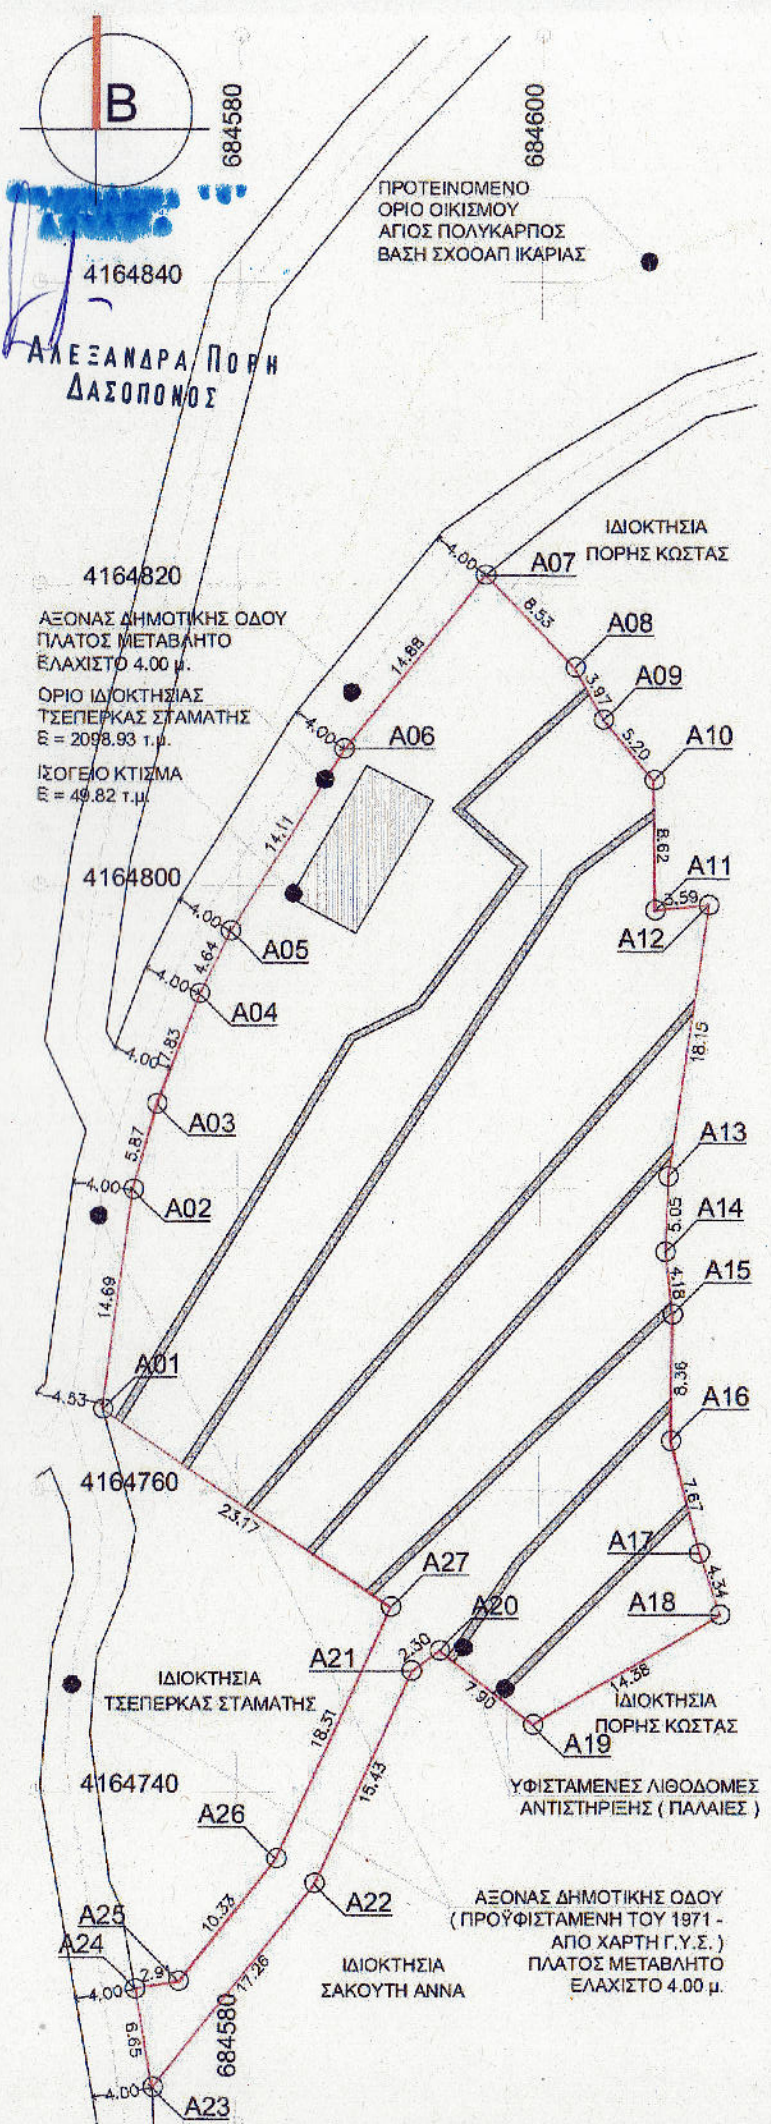 Β
684580
684600
ΠΡΟΤΕΙΝΟΜΕΝΟ
ΟΡΙΟ ΟΙΚΙΣΜΟΥ
ΑΓΙΟΣ ΠΟΛΥΚΑΡΠΟΣ
ΒΑΣΗ ΣΧΟΟΑΠ ΙΚΑΡΙΑΣ
4164840
ΑΛΕΞΑΝΔΡΑ ΠΟΡΗ
ΔΑΣΟΠΟΝΟΣ
ΙΔΙΟΚΤΗΣΙΑ
ΠΟΡΗΣ ΚΩΣΤΑΣ
4.00
A07
4164820
8.53
ΑΞΟΝΑΣ ΔΗΜΟΤΙΚΗΣ ΟΔΟΥ
ΠΛΑΤΟΣ ΜΕΤΑΒΛΗΤΟ
ΕΛΑΧΙΣΤΟ 4.00 μ.
14.88
A08
3.97
A09
ΟΡΙΟ ΙΔΙΟΚΤΗΣΙΑΣ
ΤΣΕΠΕΡΚΑΣ ΣΤΑΜΑΤΗΣ
Ε = 2098.93 τ.μ.
4.00
A06
5.20
A10
ΙΣΟΓΕΙΟ ΚΤΙΣΜΑ
Ε = 49.82 τ.μ.
14.11
8.62
4164800
A11
3.59
A12
4.00
A05
4.64
4.00
A04
18.15
4.00
7.83
A03
A13
5.87
4.00
A02
5.05
A14
4.18
A15
14.69
8.36
A01
4.53
A16
4164760
23.17
7.67
A17
4.34
A27
A18
A20
2.30
A21
7.90
14.38
ΙΔΙΟΚΤΗΣΙΑ
ΤΣΕΠΕΡΚΑΣ ΣΤΑΜΑΤΗΣ
ΙΔΙΟΚΤΗΣΙΑ
ΠΟΡΗΣ ΚΩΣΤΑΣ
A19
18.31
15.43
4164740
ΥΦΙΣΤΑΜΕΝΕΣ ΛΙΘΟΔΟΜΕΣ
ΑΝΤΙΣΤΗΡΙΞΗΣ ( ΠΑΛΑΙΕΣ )
A26
A22
10.33
ΑΞΟΝΑΣ ΔΗΜΟΤΙΚΗΣ ΟΔΟΥ
( ΠΡΟΫΦΙΣΤΑΜΕΝΗ ΤΟΥ 1971 -
ΑΠΟ ΧΑΡΤΗ Γ.Υ.Σ. )
ΠΛΑΤΟΣ ΜΕΤΑΒΛΗΤΟ
ΕΛΑΧΙΣΤΟ 4.00 μ.
A25
A24
2.91
17.26
ΙΔΙΟΚΤΗΣΙΑ
ΣΑΚΟΥΤΗ ΑΝΝΑ
4.00
6.65
684580
4.00
A23